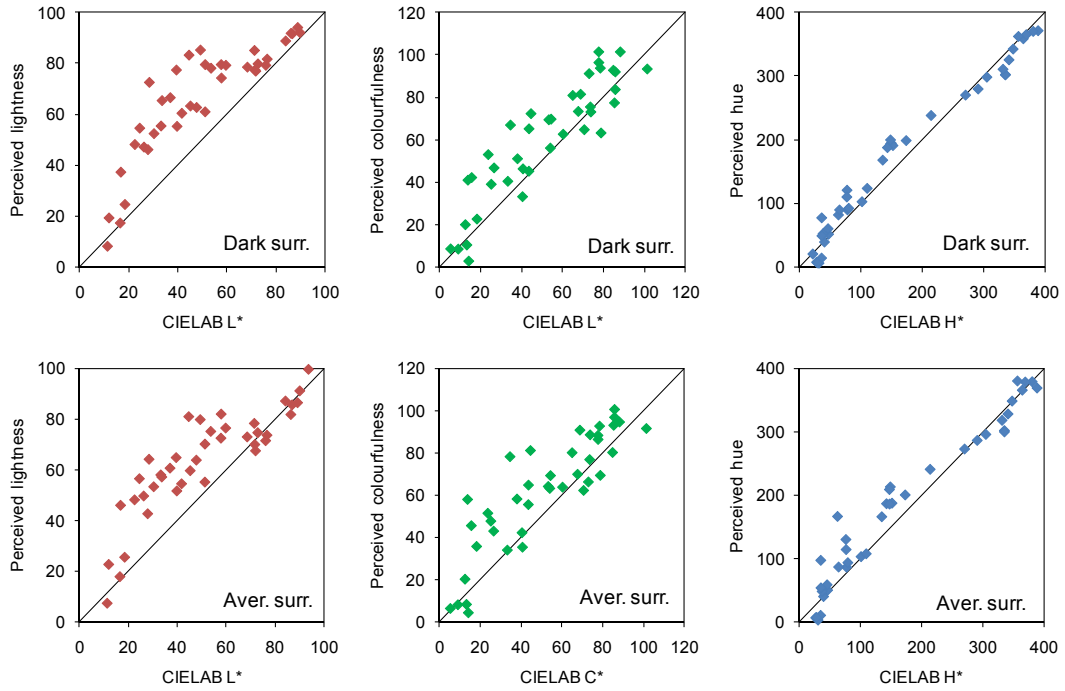 Perceived lightness
100
80
60
40
20
0
0 20 40 60 80 100
Dark surr.
CIELAB L*
Perceived colourfulness
120
100
80
60
40
20
0
0 20 40 60 80 100 120
Dark surr.
CIELAB L*
Perceived hue
400
300
200
100
0
0 100 200 300 400
Dark surr.
CIELAB H*
Perceived lightness
100
80
60
40
20
0
0 20 40 60 80 100
Aver. surr.
CIELAB L*
Perceived colourfulness
120
100
80
60
40
20
0
0 20 40 60 80 100 120
Aver. surr.
CIELAB C*
Perceived hue
400
300
200
100
0
0 100 200 300 400
Aver. surr.
CIELAB H*